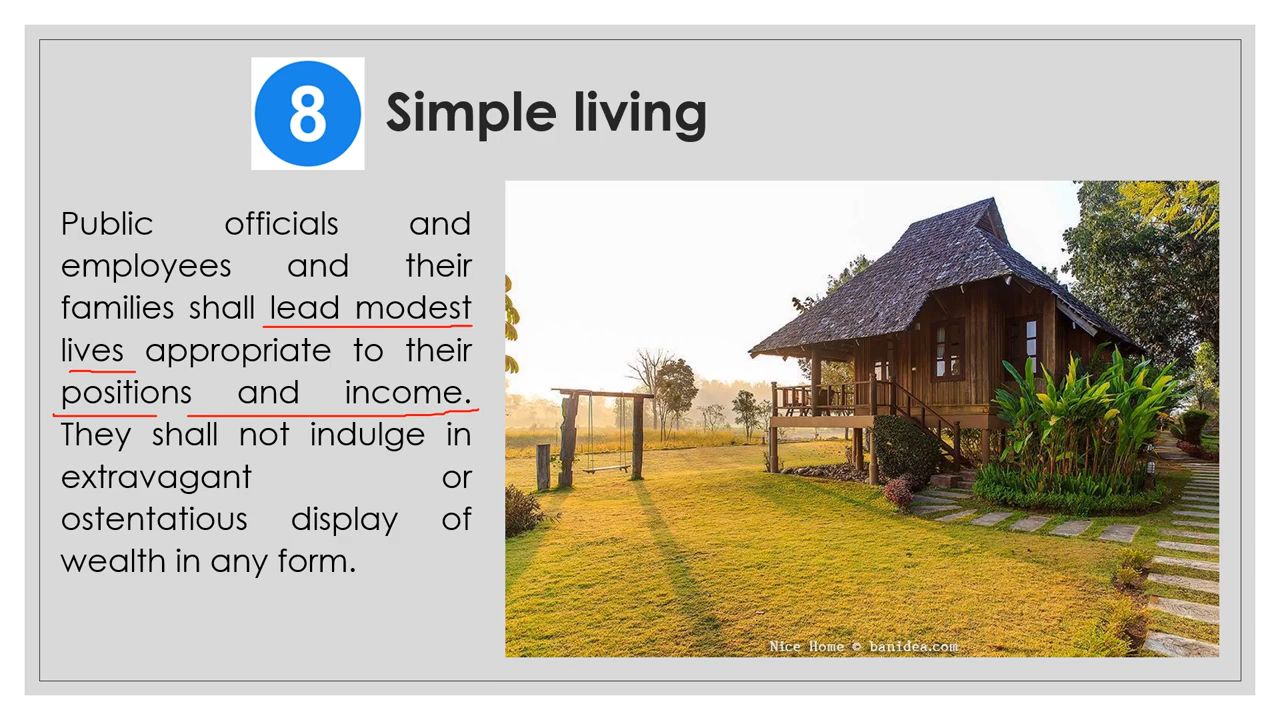 8
Simple living
Public officials and
employees and their
families shall lead modest
lives appropriate to their
positions and income.
They shall not indulge in
extravagant or
ostentatious display of
wealth in any form.
Nice Home © banidea.com